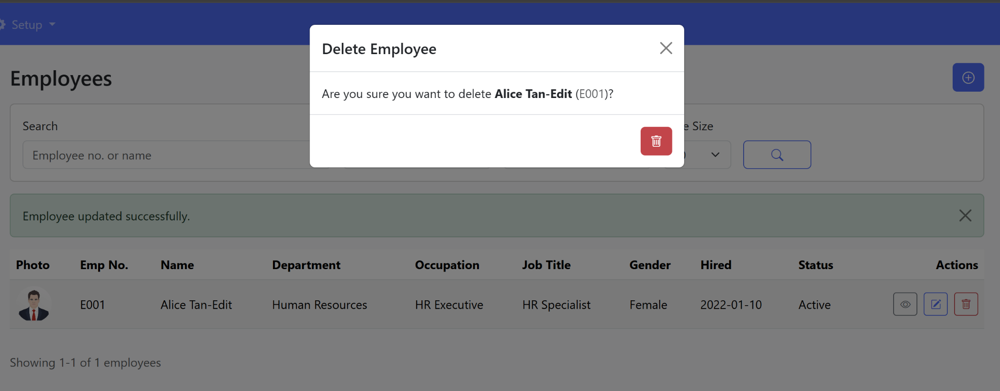 Setup
Delete Employee
Are you sure you want to delete Alice Tan-Edit (E001)?
Employees
Search
Size
Employee no. or name
Employee updated successfully.
Photo Emp No. Name Department Occupation Job Title Gender Hired Status Actions
E001 Alice Tan-Edit Human Resources HR Executive HR Specialist Female 2022-01-10 Active
Showing 1-1 of 1 employees